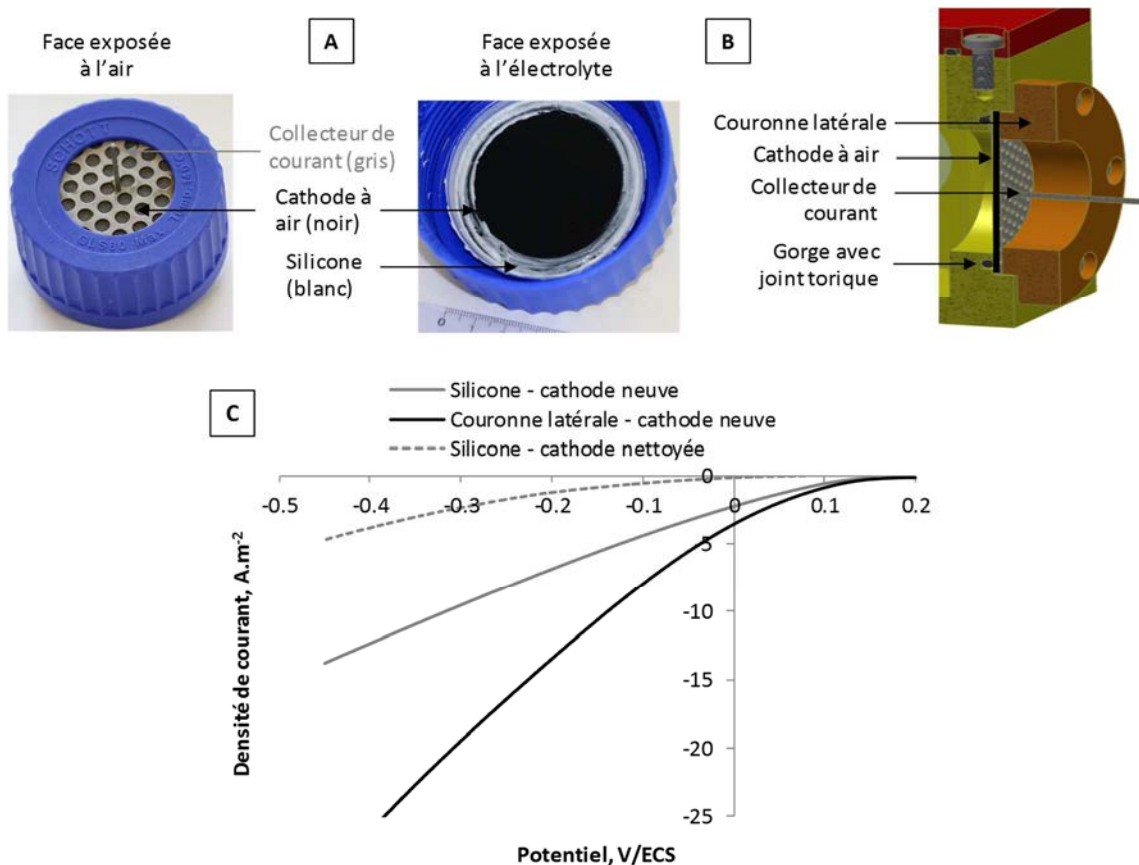 Face exposée
à l'air
A
Face exposée
à l'électrolyte
B
Collecteur de
courant (gris)
Cathode à
air (noir)
Silicone
(blanc)
SCHOTT
0
Couronne latérale
Cathode à air
Collecteur de
courant
Gorge avec
joint torique
C
Silicone - cathode neuve
Couronne latérale - cathode neuve
Silicone - cathode nettoyée
0
-0.5 -0.4 -0.3 -0.2 -0.1 0 0.1 0.2
-5
-10
-15
-20
-25
Densité de courant, A.m-2
Potentiel, V/ECS